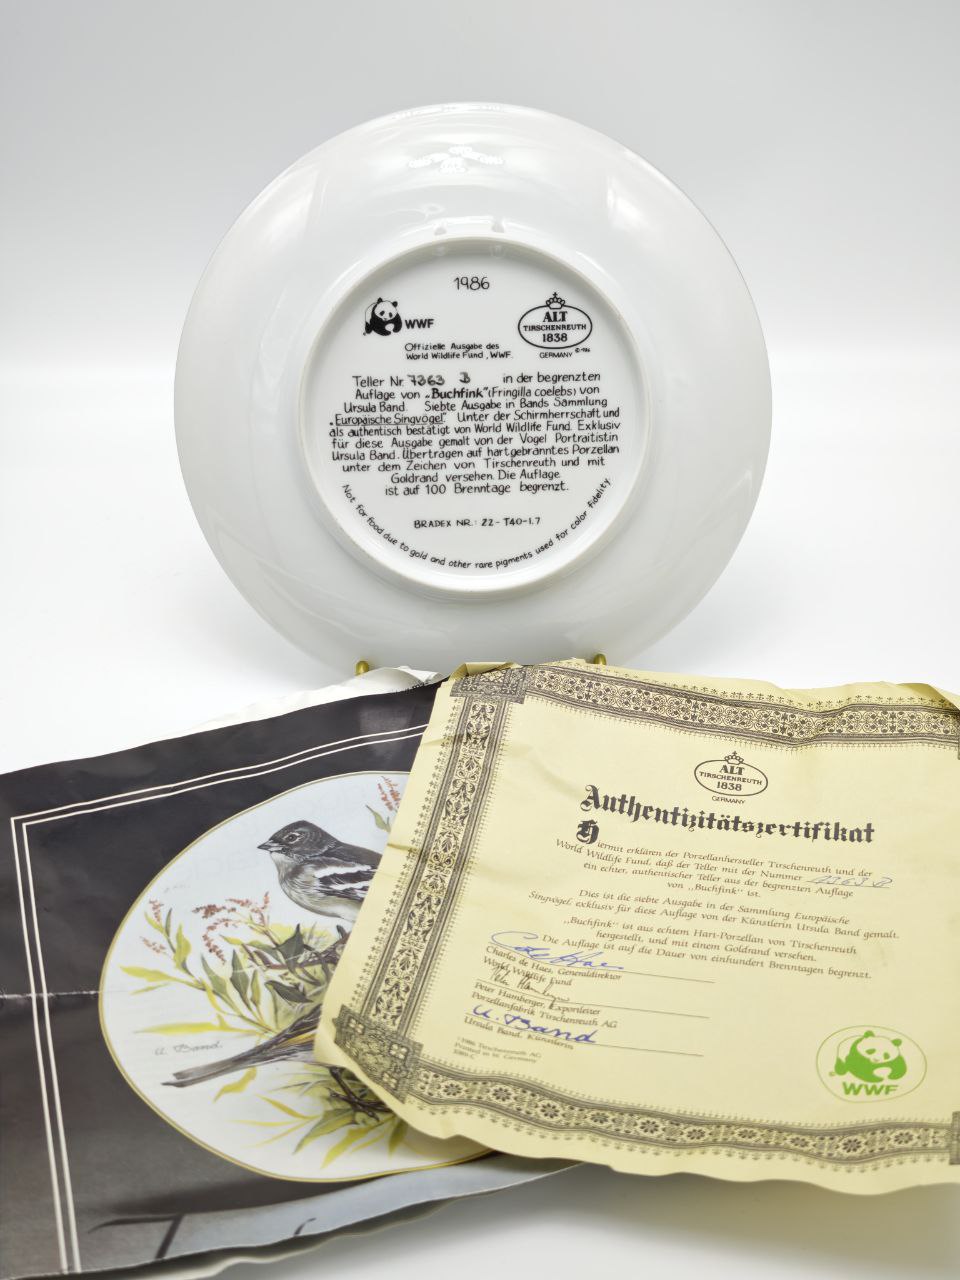 1986
WWF
ALT
TIRSCHENREUTH
1838
GERMANY
Offizielle Ausgabe des
World Wildlife Fund, WWF.
Teller Nr. 7363 B in der begrenzten
Auflage von „Buchfink" (Fringilla coelebs) von
Ursula Band. Siebte Ausgabe in Bands Sammlung
„Europäische Singvögel". Unter der Schirmherrschaft und
als authentisch bestätigt von World Wildlife Fund. Exklusiv
für diese Ausgabe gemalt von der Vogel Portraitistin
Ursula Band. Übertragen auf hartgebranntes Porzellan
unter dem Zeichen von Tirschenreuth und mit
Goldrand versehen. Die Auflage
ist auf 100 Brenntage begrenzt.
BRADEX NR.: 22-T40-1.7
Not for food due to gold and other rare pigments used for color fidelity.
ALT
TIRSCHENREUTH
1838
GERMANY
Authentizitätszertifikat
Hiermit erklären der Porzellanhersteller Tirschenreuth und der
World Wildlife Fund, daß der Teller mit der Nummer 7363 B
ein echter, authentischer Teller aus der begrenzten Auflage
von „Buchfink" ist.
Dies ist die siebte Ausgabe in der Sammlung Europäische
Singvögel, exklusiv für diese Auflage von der Künstlerin Ursula Band gemalt.
„Buchfink" ist aus echtem Hart-Porzellan von Tirschenreuth
hergestellt, und mit einem Goldrand versehen.
Die Auflage ist auf die Dauer von einhundert Brenntagen begrenzt.
Charles de Haes, Generaldirektor
World Wildlife Fund
Peter Hamberger, Exportleiter
Porzellanfabrik Tirschenreuth AG
U. Band
Ursula Band, Künstlerin
©1986 Tirschenreuth AG
Printed in W. Germany
WWF
U. Band